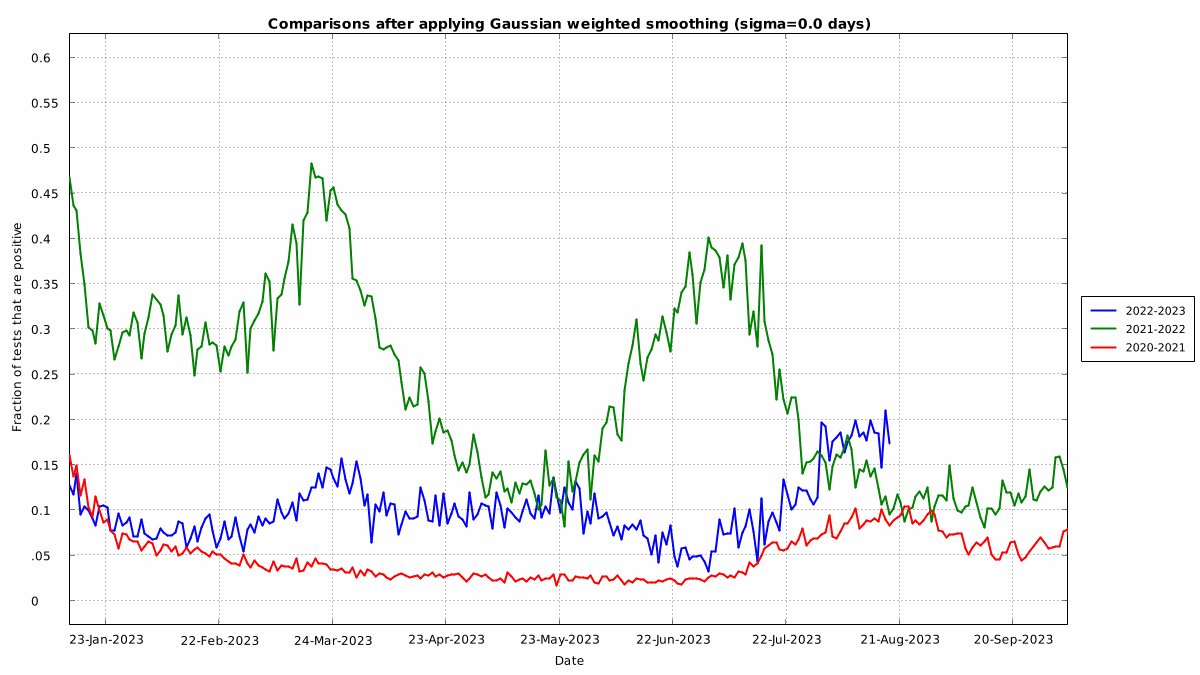 Comparisons after applying Gaussian weighted smoothing (sigma=0.0 days)
Fraction of tests that are positive
0.6
0.55
0.5
0.45
0.4
0.35
0.3
0.25
0.2
0.15
0.1
.05
0
23-Jan-2023
22-Feb-2023
24-Mar-2023
23-Apr-2023
23-May-2023
22-Jun-2023
22-Jul-2023
21-Aug-2023
20-Sep-2023
Date
2022-2023
2021-2022
2020-2021